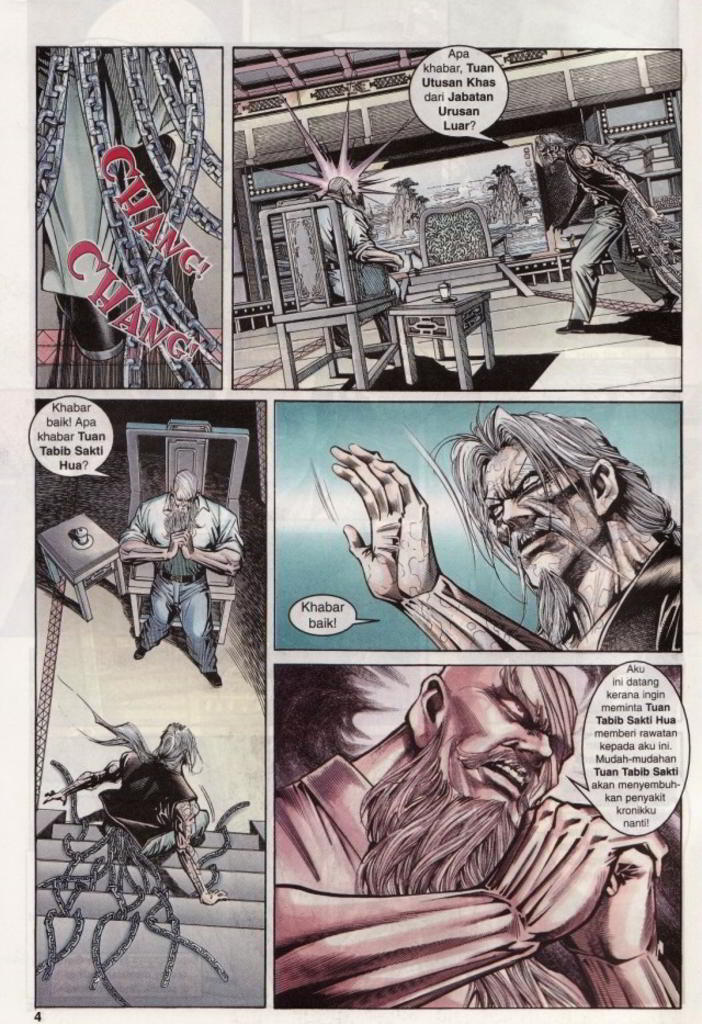 CHANG!
CHANG!
Apa
khabar, Tuan
Utusan Khas
dari Jabatan
Urusan
Luar?
Khabar
baik! Apa
khabar Tuan
Tabib Sakti
Hua?
Khabar
baik!
Aku
ini datang
kerana ingin
meminta Tuan
Tabib Sakti Hua
memberi rawatan
kepada aku ini.
Mudah-mudahan
Tuan Tabib Sakti
akan menyembuh-
kan penyakit
kronikku
nanti!
4